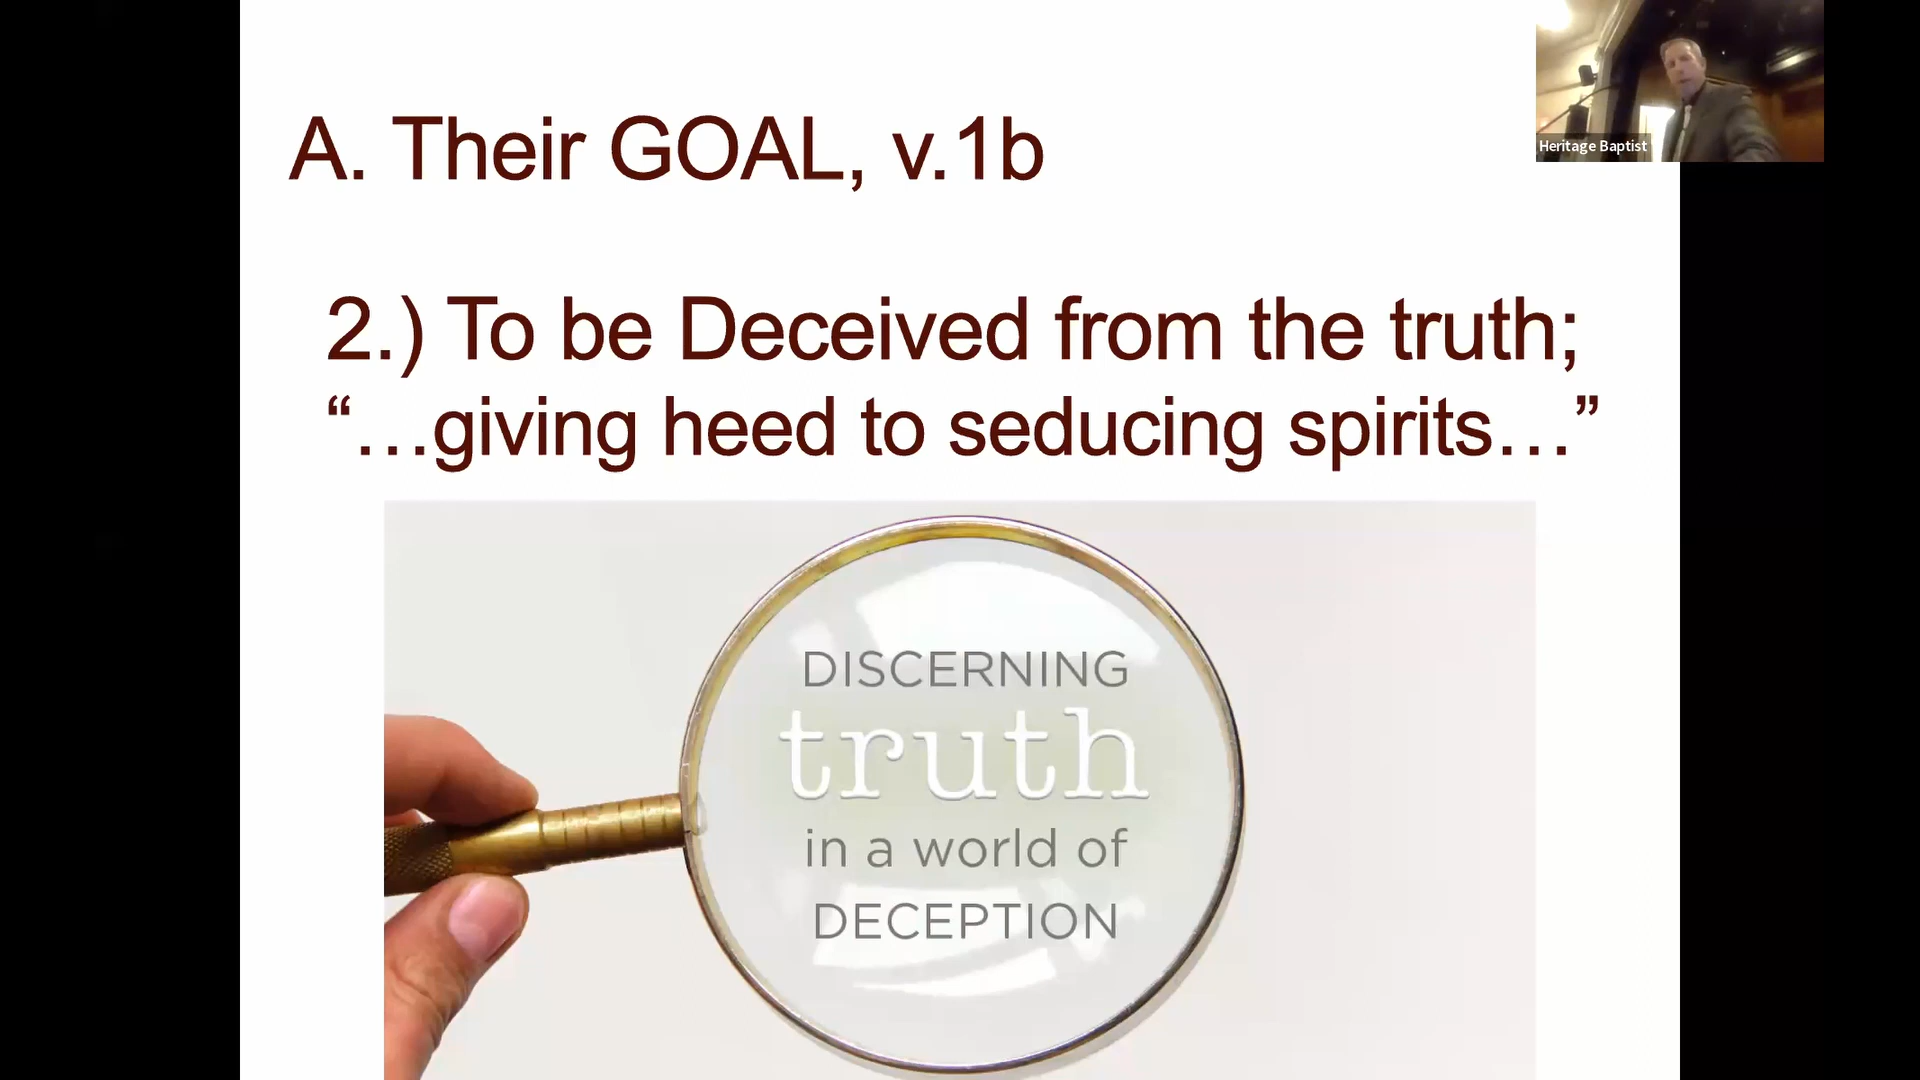 A. Their GOAL, v.1b
Heritage Baptist
2.) To be Deceived from the truth;
“…giving heed to seducing spirits…”
DISCERNING
truth
in a world of
DECEPTION